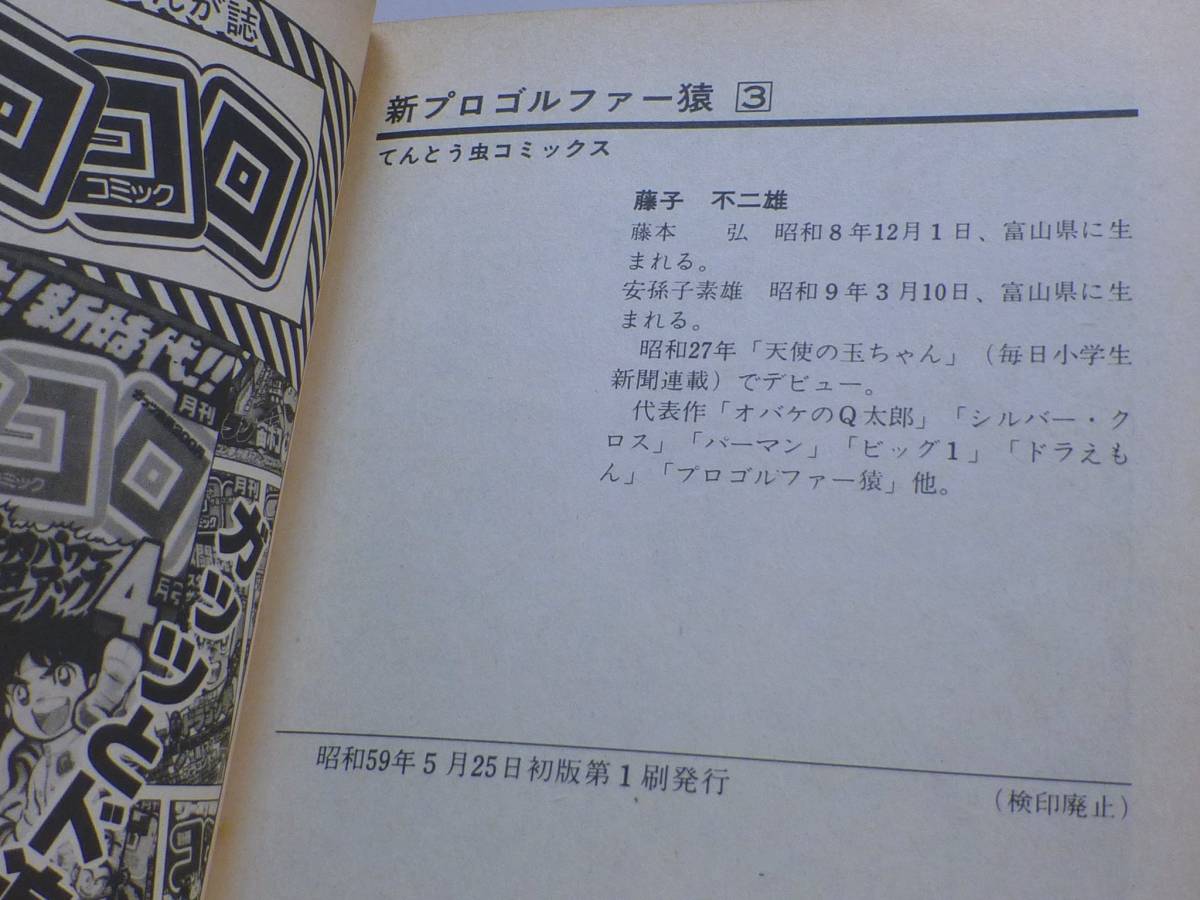 新プロゴルファー猿 3
てんとう虫コミックス
藤子 不二雄
藤本 弘 昭和8年12月1日、富山県に生
まれる。
安孫子素雄 昭和9年3月10日、富山県に生
まれる。
昭和27年「天使の玉ちゃん」(毎日小学生
新聞連載)でデビュー。
代表作「オバケのQ太郎」「シルバー・ク
ロス」「パーマン」「ビッグ1」「ドラえも
ん」「プロゴルファー猿」他。
昭和59年5月25日初版第1刷発行
(検印廃止)
んが誌
コロ
コミック
!新時代!!
月刊
コロ
コミック
4
月刊
ガッツとド